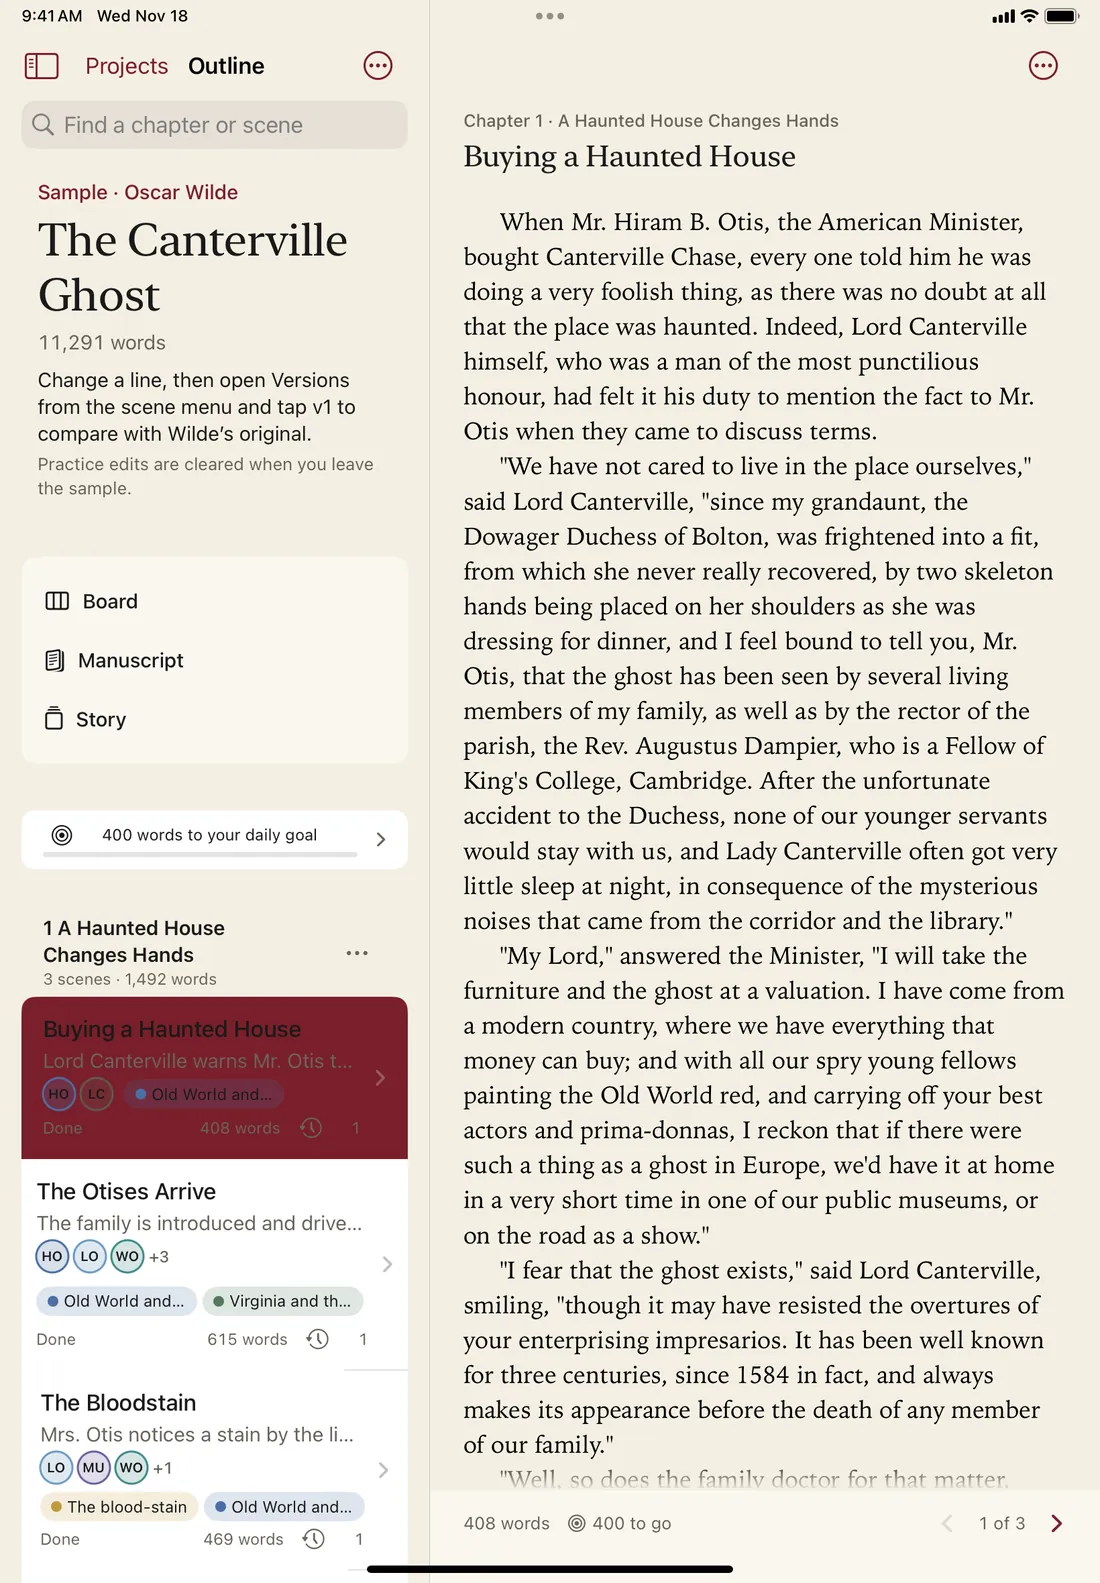 9:41 AM Wed Nov 18
Projects Outline
Find a chapter or scene
Sample · Oscar Wilde
The Canterville
Ghost
11,291 words
Change a line, then open Versions
from the scene menu and tap v1 to
compare with Wilde's original.
Practice edits are cleared when you leave
the sample.
Board
Manuscript
Story
400 words to your daily goal
1 A Haunted House
Changes Hands
3 scenes · 1,492 words
Buying a Haunted House
Lord Canterville warns Mr. Otis t...
HO LC Old World and...
Done 408 words 1
The Otises Arrive
The family is introduced and drive...
HO LO WO +3
Old World and... Virginia and th...
Done 615 words 1
The Bloodstain
Mrs. Otis notices a stain by the li...
LO MU WO +1
The blood-stain Old World and...
Done 469 words 1
Chapter 1 · A Haunted House Changes Hands
Buying a Haunted House
When Mr. Hiram B. Otis, the American Minister,
bought Canterville Chase, every one told him he was
doing a very foolish thing, as there was no doubt at all
that the place was haunted. Indeed, Lord Canterville
himself, who was a man of the most punctilious
honour, had felt it his duty to mention the fact to Mr.
Otis when they came to discuss terms.
"We have not cared to live in the place ourselves,"
said Lord Canterville, "since my grandaunt, the
Dowager Duchess of Bolton, was frightened into a fit,
from which she never really recovered, by two skeleton
hands being placed on her shoulders as she was
dressing for dinner, and I feel bound to tell you, Mr.
Otis, that the ghost has been seen by several living
members of my family, as well as by the rector of the
parish, the Rev. Augustus Dampier, who is a Fellow of
King's College, Cambridge. After the unfortunate
accident to the Duchess, none of our younger servants
would stay with us, and Lady Canterville often got very
little sleep at night, in consequence of the mysterious
noises that came from the corridor and the library."
"My Lord," answered the Minister, "I will take the
furniture and the ghost at a valuation. I have come from
a modern country, where we have everything that
money can buy; and with all our spry young fellows
painting the Old World red, and carrying off your best
actors and prima-donnas, I reckon that if there were
such a thing as a ghost in Europe, we'd have it at home
in a very short time in one of our public museums, or
on the road as a show."
"I fear that the ghost exists," said Lord Canterville,
smiling, "though it may have resisted the overtures of
your enterprising impresarios. It has been well known
for three centuries, since 1584 in fact, and always
makes its appearance before the death of any member
of our family."
"Well, so does the family doctor for that matter,
408 words 400 to go 1 of 3